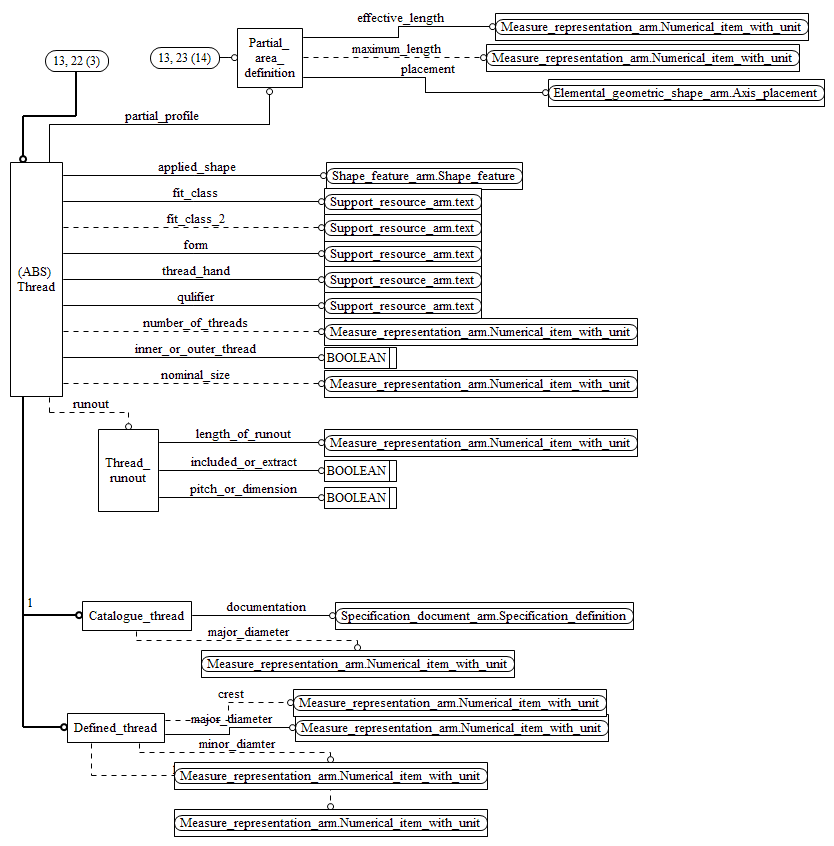 effective_length
Measure_representation_arm.Numerical_item_with_unit
13, 22 (3)
13, 23 (14)
Partial_
area_
definition
maximum_length
Measure_representation_arm.Numerical_item_with_unit
placement
Elemental_geometric_shape_arm.Axis_placement
partial_profile
applied_shape
Shape_feature_arm.Shape_feature
fit_class
Support_resource_arm.text
fit_class_2
Support_resource_arm.text
form
Support_resource_arm.text
(ABS)
Thread
thread_hand
Support_resource_arm.text
qulifier
Support_resource_arm.text
number_of_threads
Measure_representation_arm.Numerical_item_with_unit
inner_or_outer_thread
BOOLEAN
nominal_size
Measure_representation_arm.Numerical_item_with_unit
runout
Thread_
runout
length_of_runout
Measure_representation_arm.Numerical_item_with_unit
included_or_extract
BOOLEAN
pitch_or_dimension
BOOLEAN
1
Catalogue_thread
documentation
Specification_document_arm.Specification_definition
major_diameter
Measure_representation_arm.Numerical_item_with_unit
crest
Measure_representation_arm.Numerical_item_with_unit
Defined_thread
major_diameter
Measure_representation_arm.Numerical_item_with_unit
minor_diamter
Measure_representation_arm.Numerical_item_with_unit
Measure_representation_arm.Numerical_item_with_unit